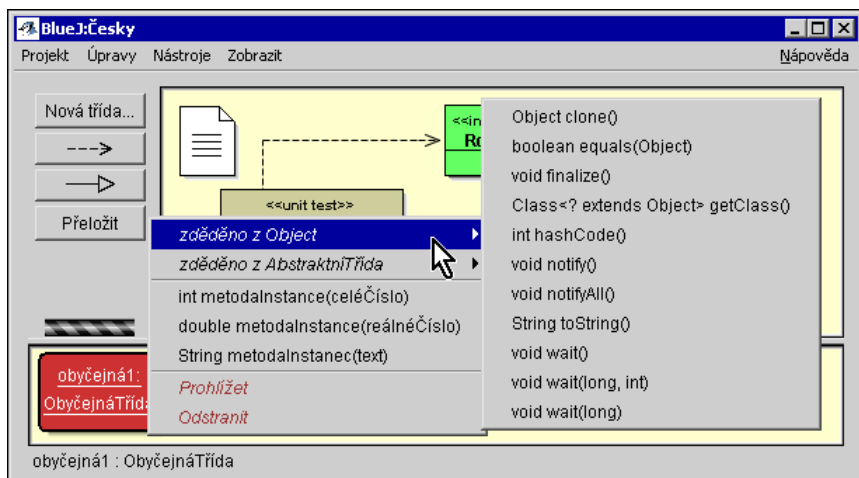 BlueJ:Česky
Projekt Úpravy Nástroje Zobrazit Nápověda
Nová třída...
Přeložit
<<in
<<unit test>>
zděděno z Object
zděděno z AbstraktníTřída
int metodaInstance(celéČíslo)
double metodaInstance(reálnéČíslo)
String metodaInstanec(text)
Prohlížet
Odstranit
Object clone()
boolean equals(Object)
void finalize()
Class<? extends Object> getClass()
int hashCode()
void notify()
void notifyAll()
String toString()
void wait()
void wait(long, int)
void wait(long)
obyčejná1:
ObyčejnáTříd
obyčejná1 : ObyčejnáTřída